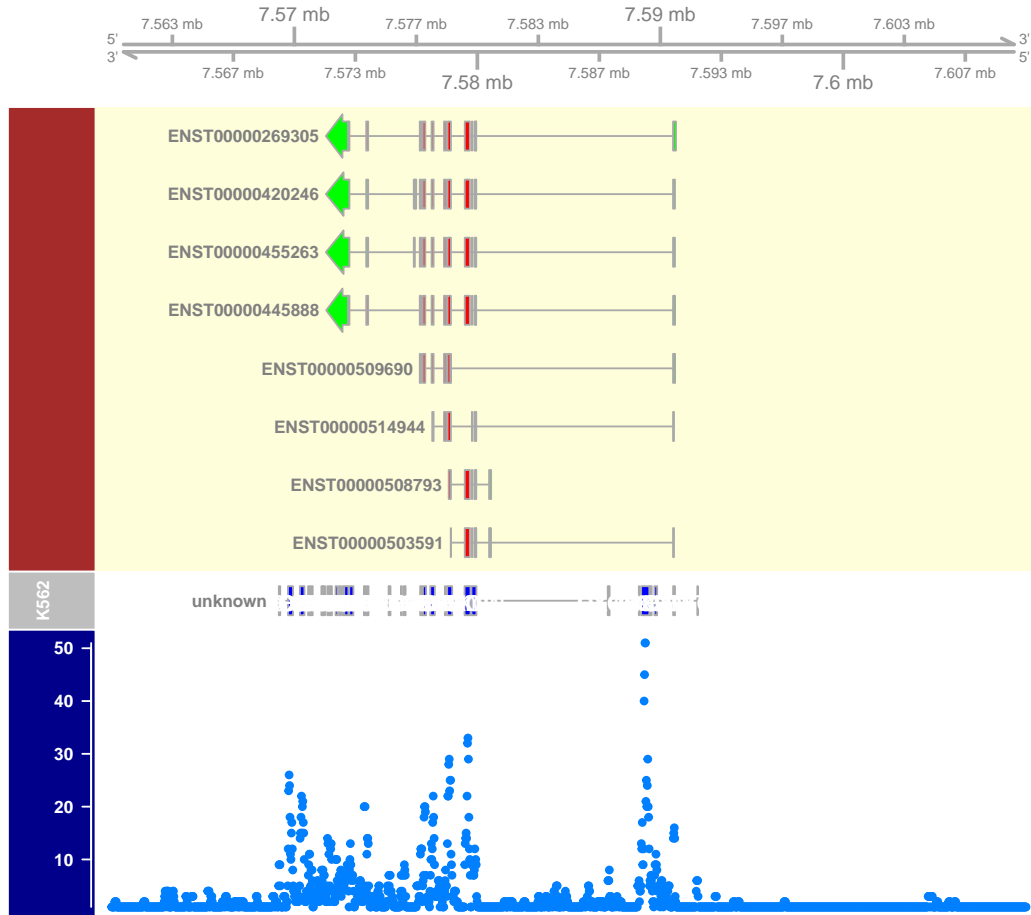 7.57 mb 7.59 mb
7.563 mb 7.577 mb 7.583 mb 7.597 mb 7.603 mb
5' 3'
3' 5'
7.567 mb 7.573 mb 7.587 mb 7.593 mb 7.607 mb
7.58 mb 7.6 mb
ENST00000269305
ENST00000420246
ENST00000455263
ENST00000445888
ENST00000509690
ENST00000514944
ENST00000508793
ENST00000503591
K562
unknown
50
40
30
20
10